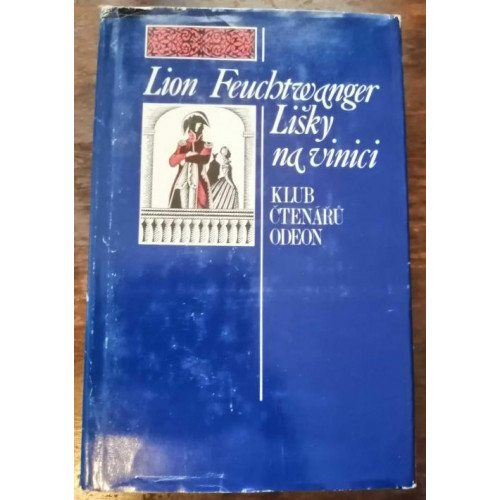 Lion Feuchtwanger
Lišky
na vinici
KLUB
ČTENÁŘŮ
ODEON